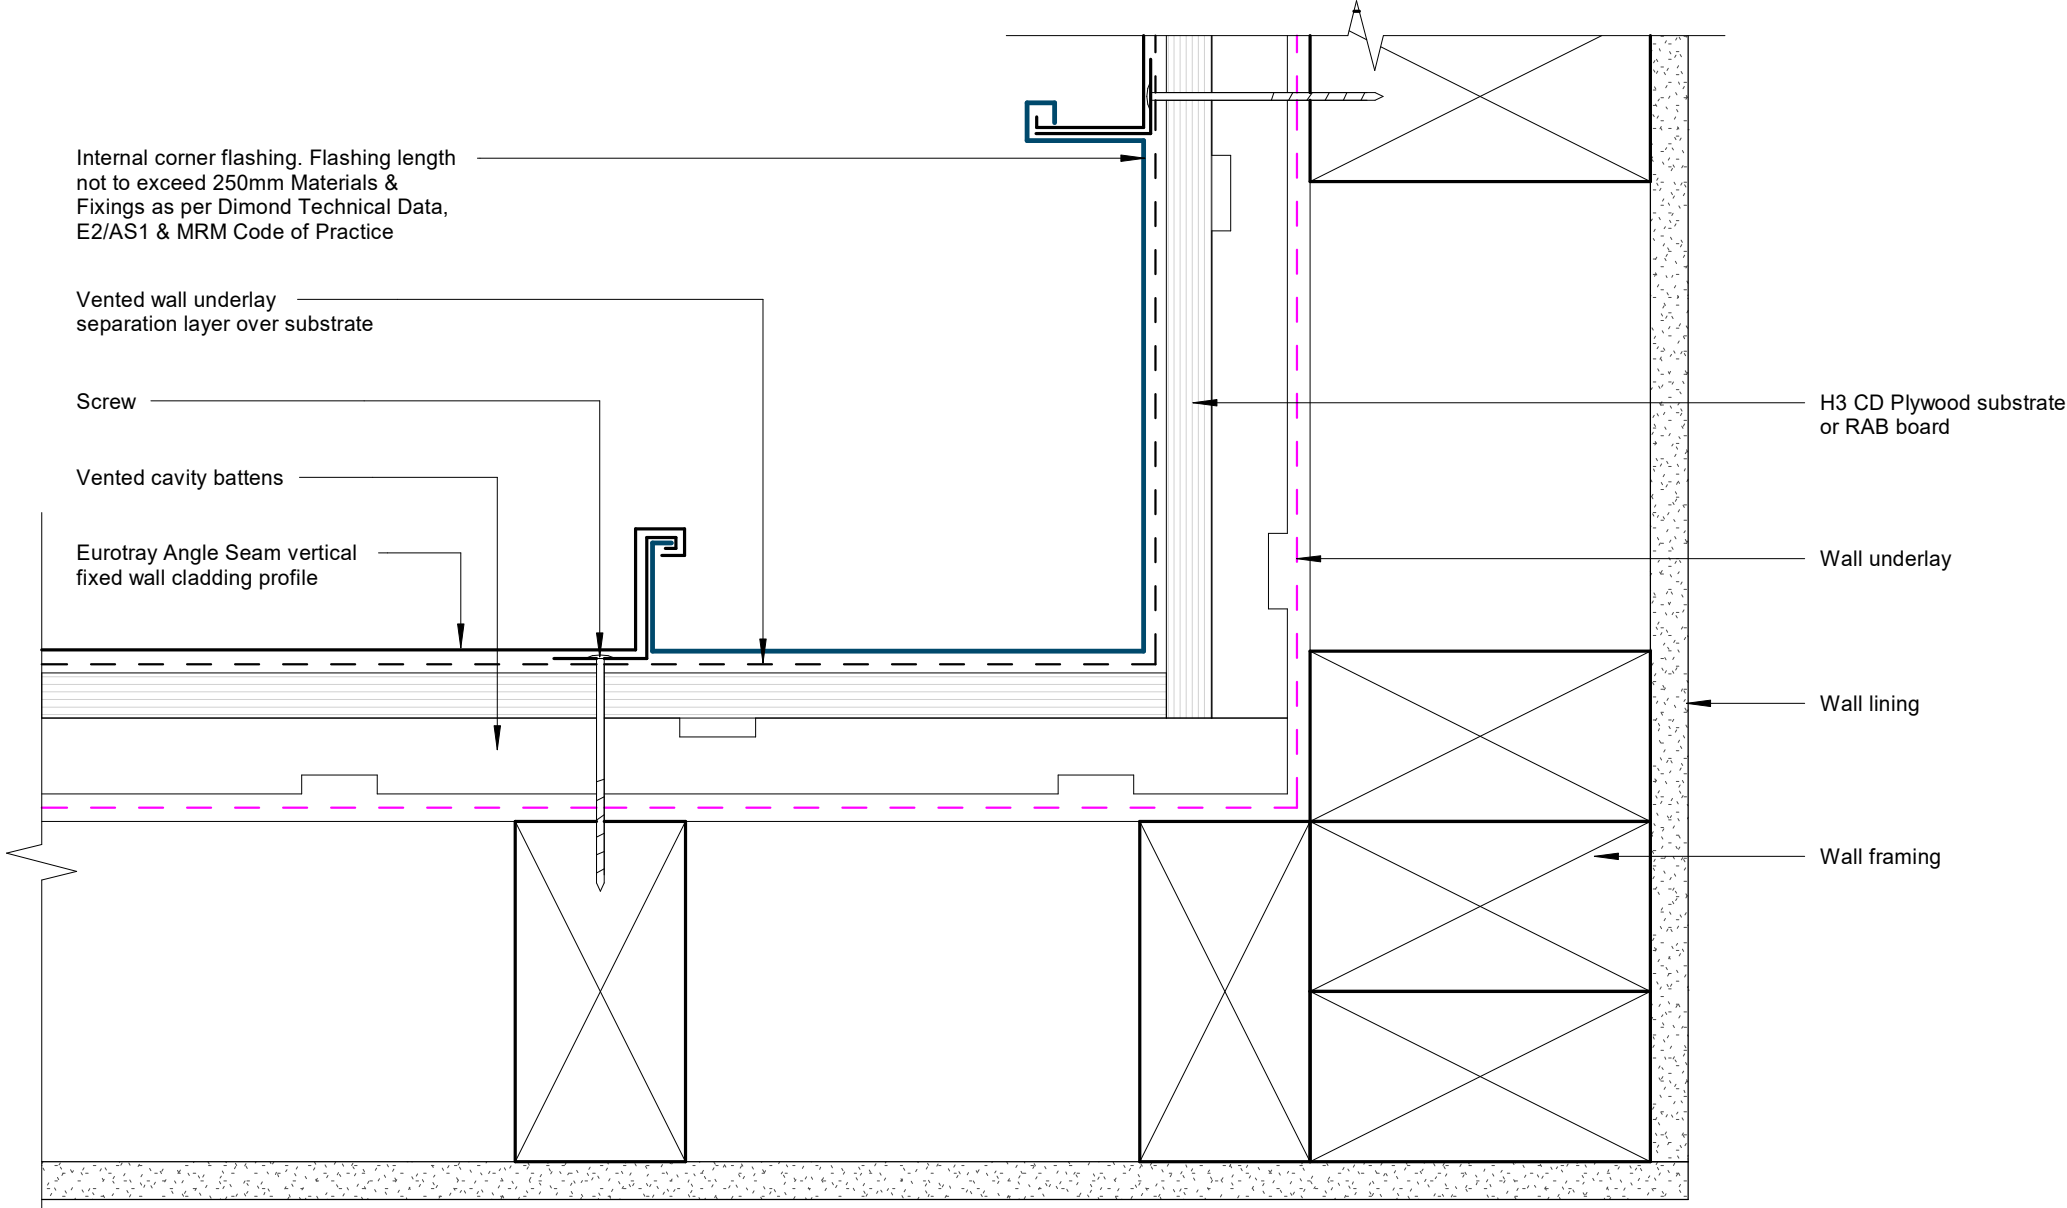 Internal corner flashing. Flashing length
not to exceed 250mm Materials &
Fixings as per Dimond Technical Data,
E2/AS1 & MRM Code of Practice
Vented wall underlay
separation layer over substrate
Screw
Vented cavity battens
Eurotray Angle Seam vertical
fixed wall cladding profile
H3 CD Plywood substrate
or RAB board
Wall underlay
Wall lining
Wall framing